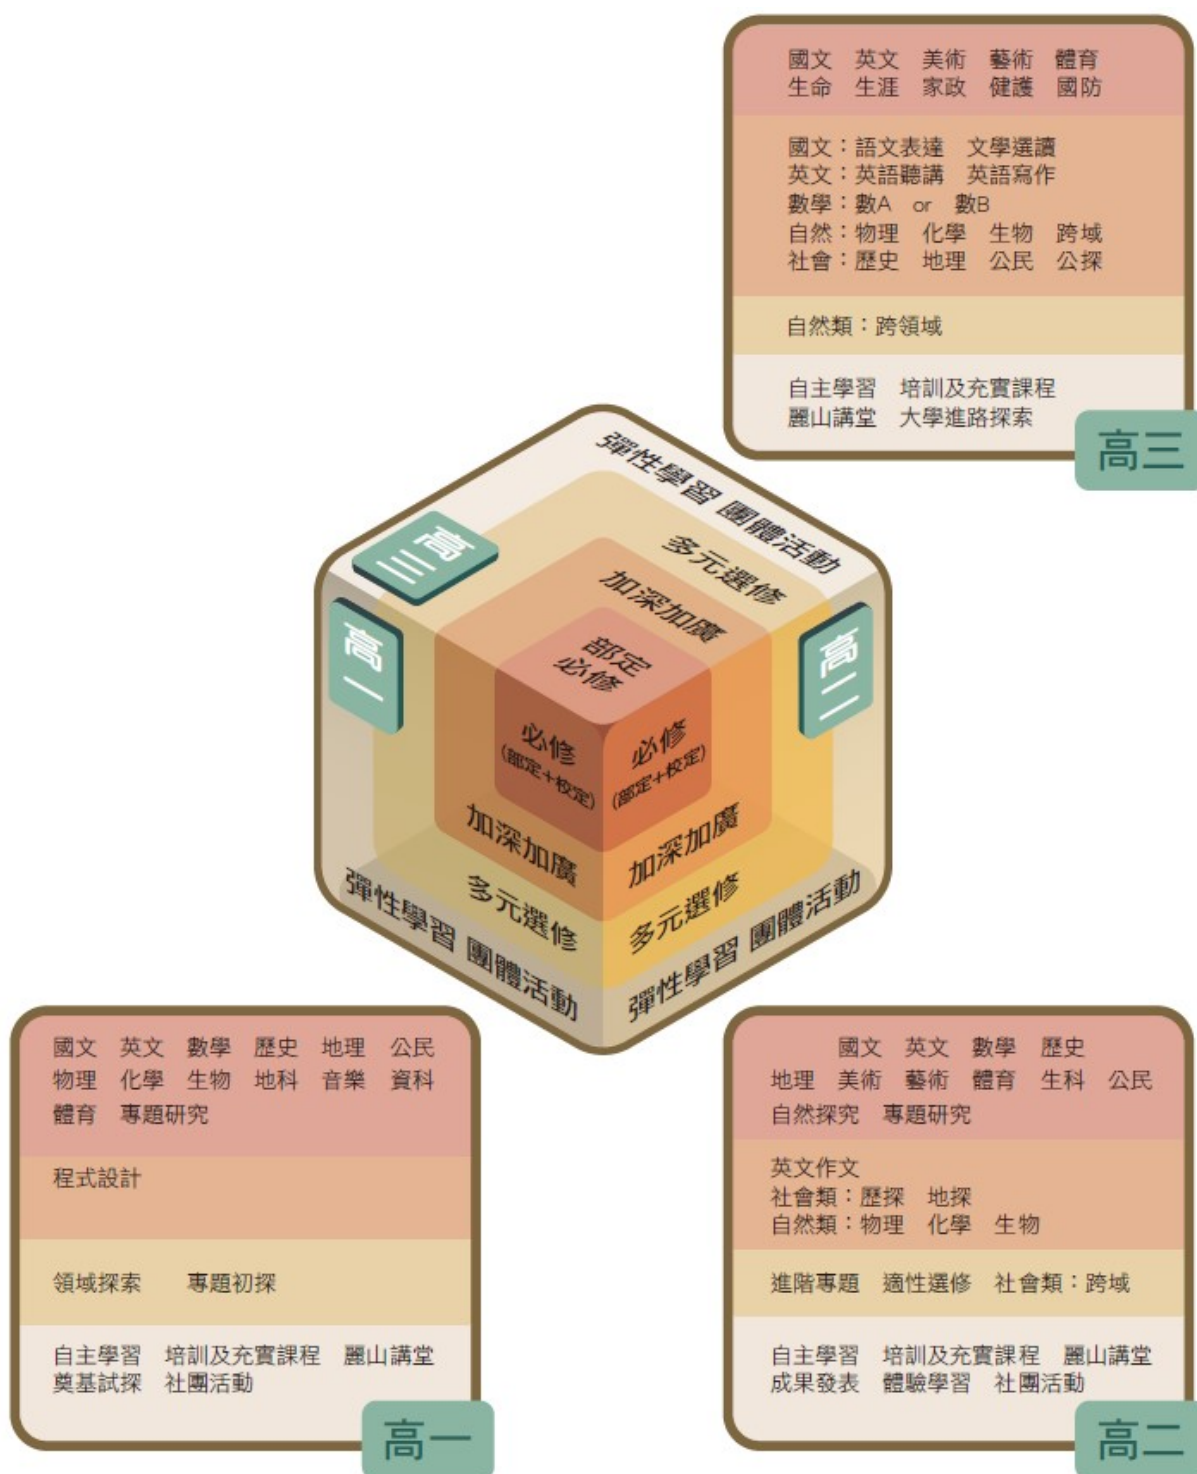 國文 英文 美術 藝術 體育
生命 生涯 家政 健護 國防
國文：語文表達 文學選讀
英文：英語聽講 英語寫作
數學：數A or 數B
自然：物理 化學 生物 跨域
社會：歷史 地理 公民 公探
自然類：跨領域
自主學習 培訓及充實課程
麗山講堂 大學進路探索
高三
彈性學習 團體活動
多元選修
加深加廣
部定
必修
高三
高一
必修
(部定+校定)
加深加廣
多元選修
彈性學習 團體活動
高二
必修
(部定+校定)
加深加廣
多元選修
彈性學習 團體活動
國文 英文 數學 歷史 地理 公民
物理 化學 生物 地科 音樂 資科
體育 專題研究
程式設計
領域探索 專題初探
自主學習 培訓及充實課程 麗山講堂
奠基試探 社團活動
高一
國文 英文 數學 歷史
地理 美術 藝術 體育 生科 公民
自然探究 專題研究
英文作文
社會類：歷探 地探
自然類：物理 化學 生物
進階專題 適性選修 社會類：跨域
自主學習 培訓及充實課程 麗山講堂
成果發表 體驗學習 社團活動
高二